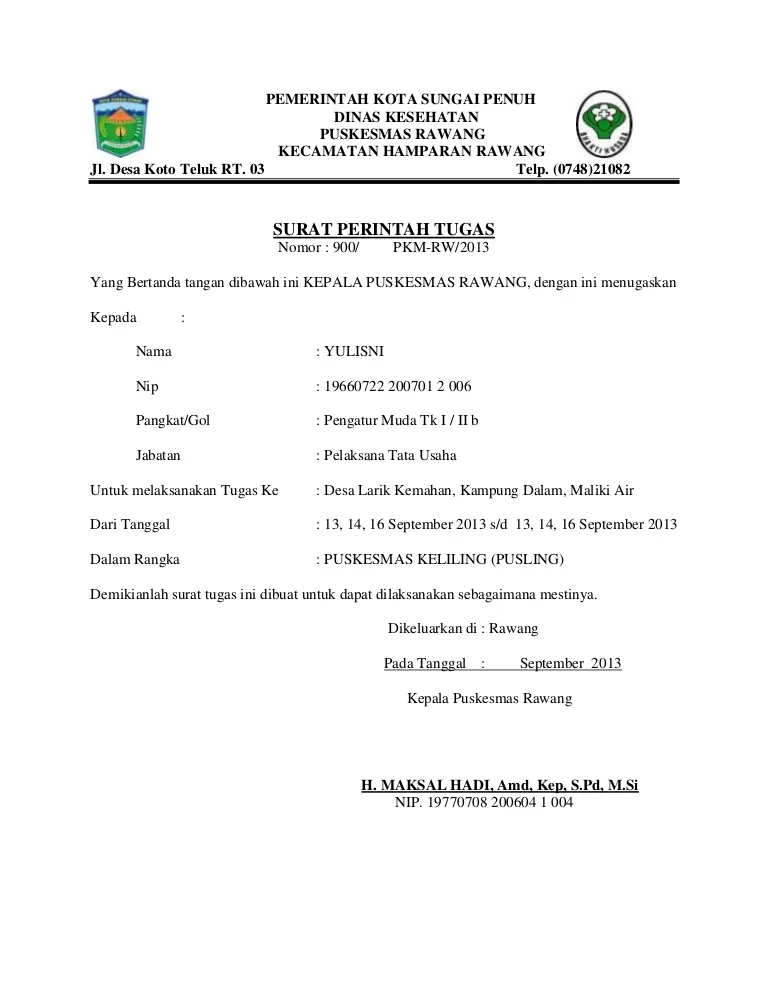 PEMERINTAH KOTA SUNGAI PENUH
DINAS KESEHATAN
PUSKESMAS RAWANG
KECAMATAN HAMPARAN RAWANG
Jl. Desa Koto Teluk RT. 03 Telp. (0748)21082
BHAKTI HUSADA
SURAT PERINTAH TUGAS
Nomor : 900/ PKM-RW/2013
Yang Bertanda tangan dibawah ini KEPALA PUSKESMAS RAWANG, dengan ini menugaskan
Kepada :
Nama : YULISNI
Nip : 19660722 200701 2 006
Pangkat/Gol : Pengatur Muda Tk I / II b
Jabatan : Pelaksana Tata Usaha
Untuk melaksanakan Tugas Ke : Desa Larik Kemahan, Kampung Dalam, Maliki Air
Dari Tanggal : 13, 14, 16 September 2013 s/d 13, 14, 16 September 2013
Dalam Rangka : PUSKESMAS KELILING (PUSLING)
Demikianlah surat tugas ini dibuat untuk dapat dilaksanakan sebagaimana mestinya.
Dikeluarkan di : Rawang
Pada Tanggal : September 2013
Kepala Puskesmas Rawang
H. MAKSAL HADI, Amd, Kep, S.Pd, M.Si
NIP. 19770708 200604 1 004